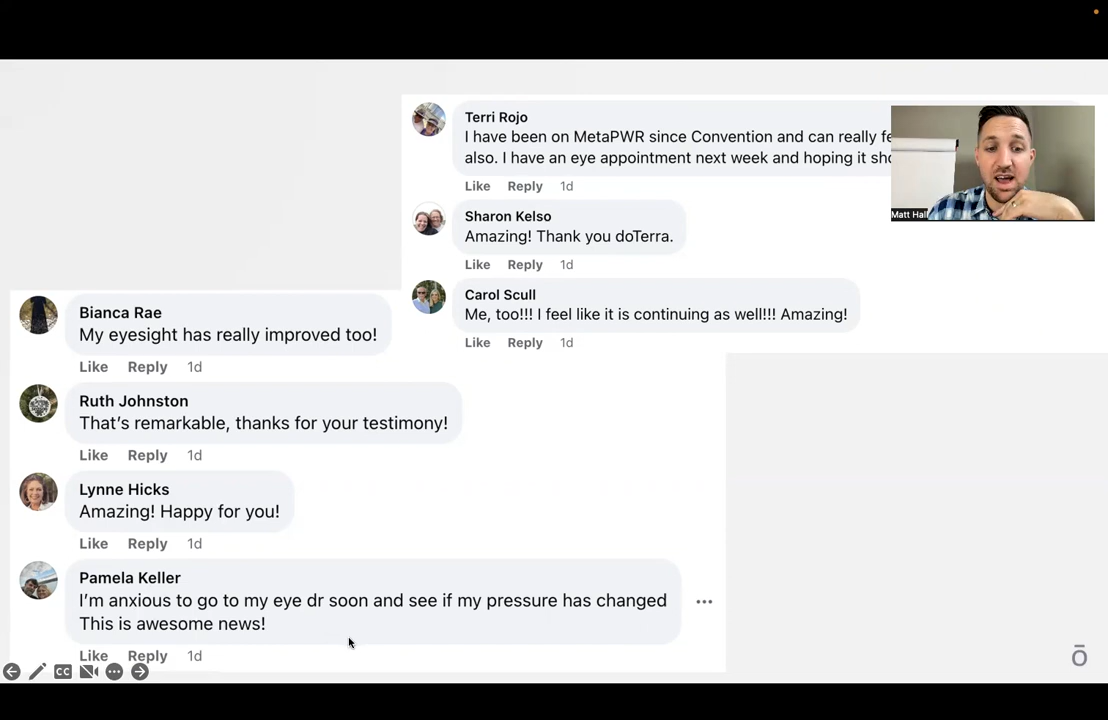 Terri Rojo
I have been on MetaPWR since Convention and can really
also. I have an eye appointment next week and hoping it
Like Reply 1d
Matt Hall
Sharon Kelso
Amazing! Thank you doTerra.
Like Reply 1d
Carol Scull
Me, too!!! I feel like it is continuing as well!!! Amazing!
Like Reply 1d
Bianca Rae
My eyesight has really improved too!
Like Reply 1d
Ruth Johnston
That’s remarkable, thanks for your testimony!
Like Reply 1d
Lynne Hicks
Amazing! Happy for you!
Like Reply 1d
Pamela Keller
I’m anxious to go to my eye dr soon and see if my pressure has changed
This is awesome news!
Like Reply 1d
CC
ō